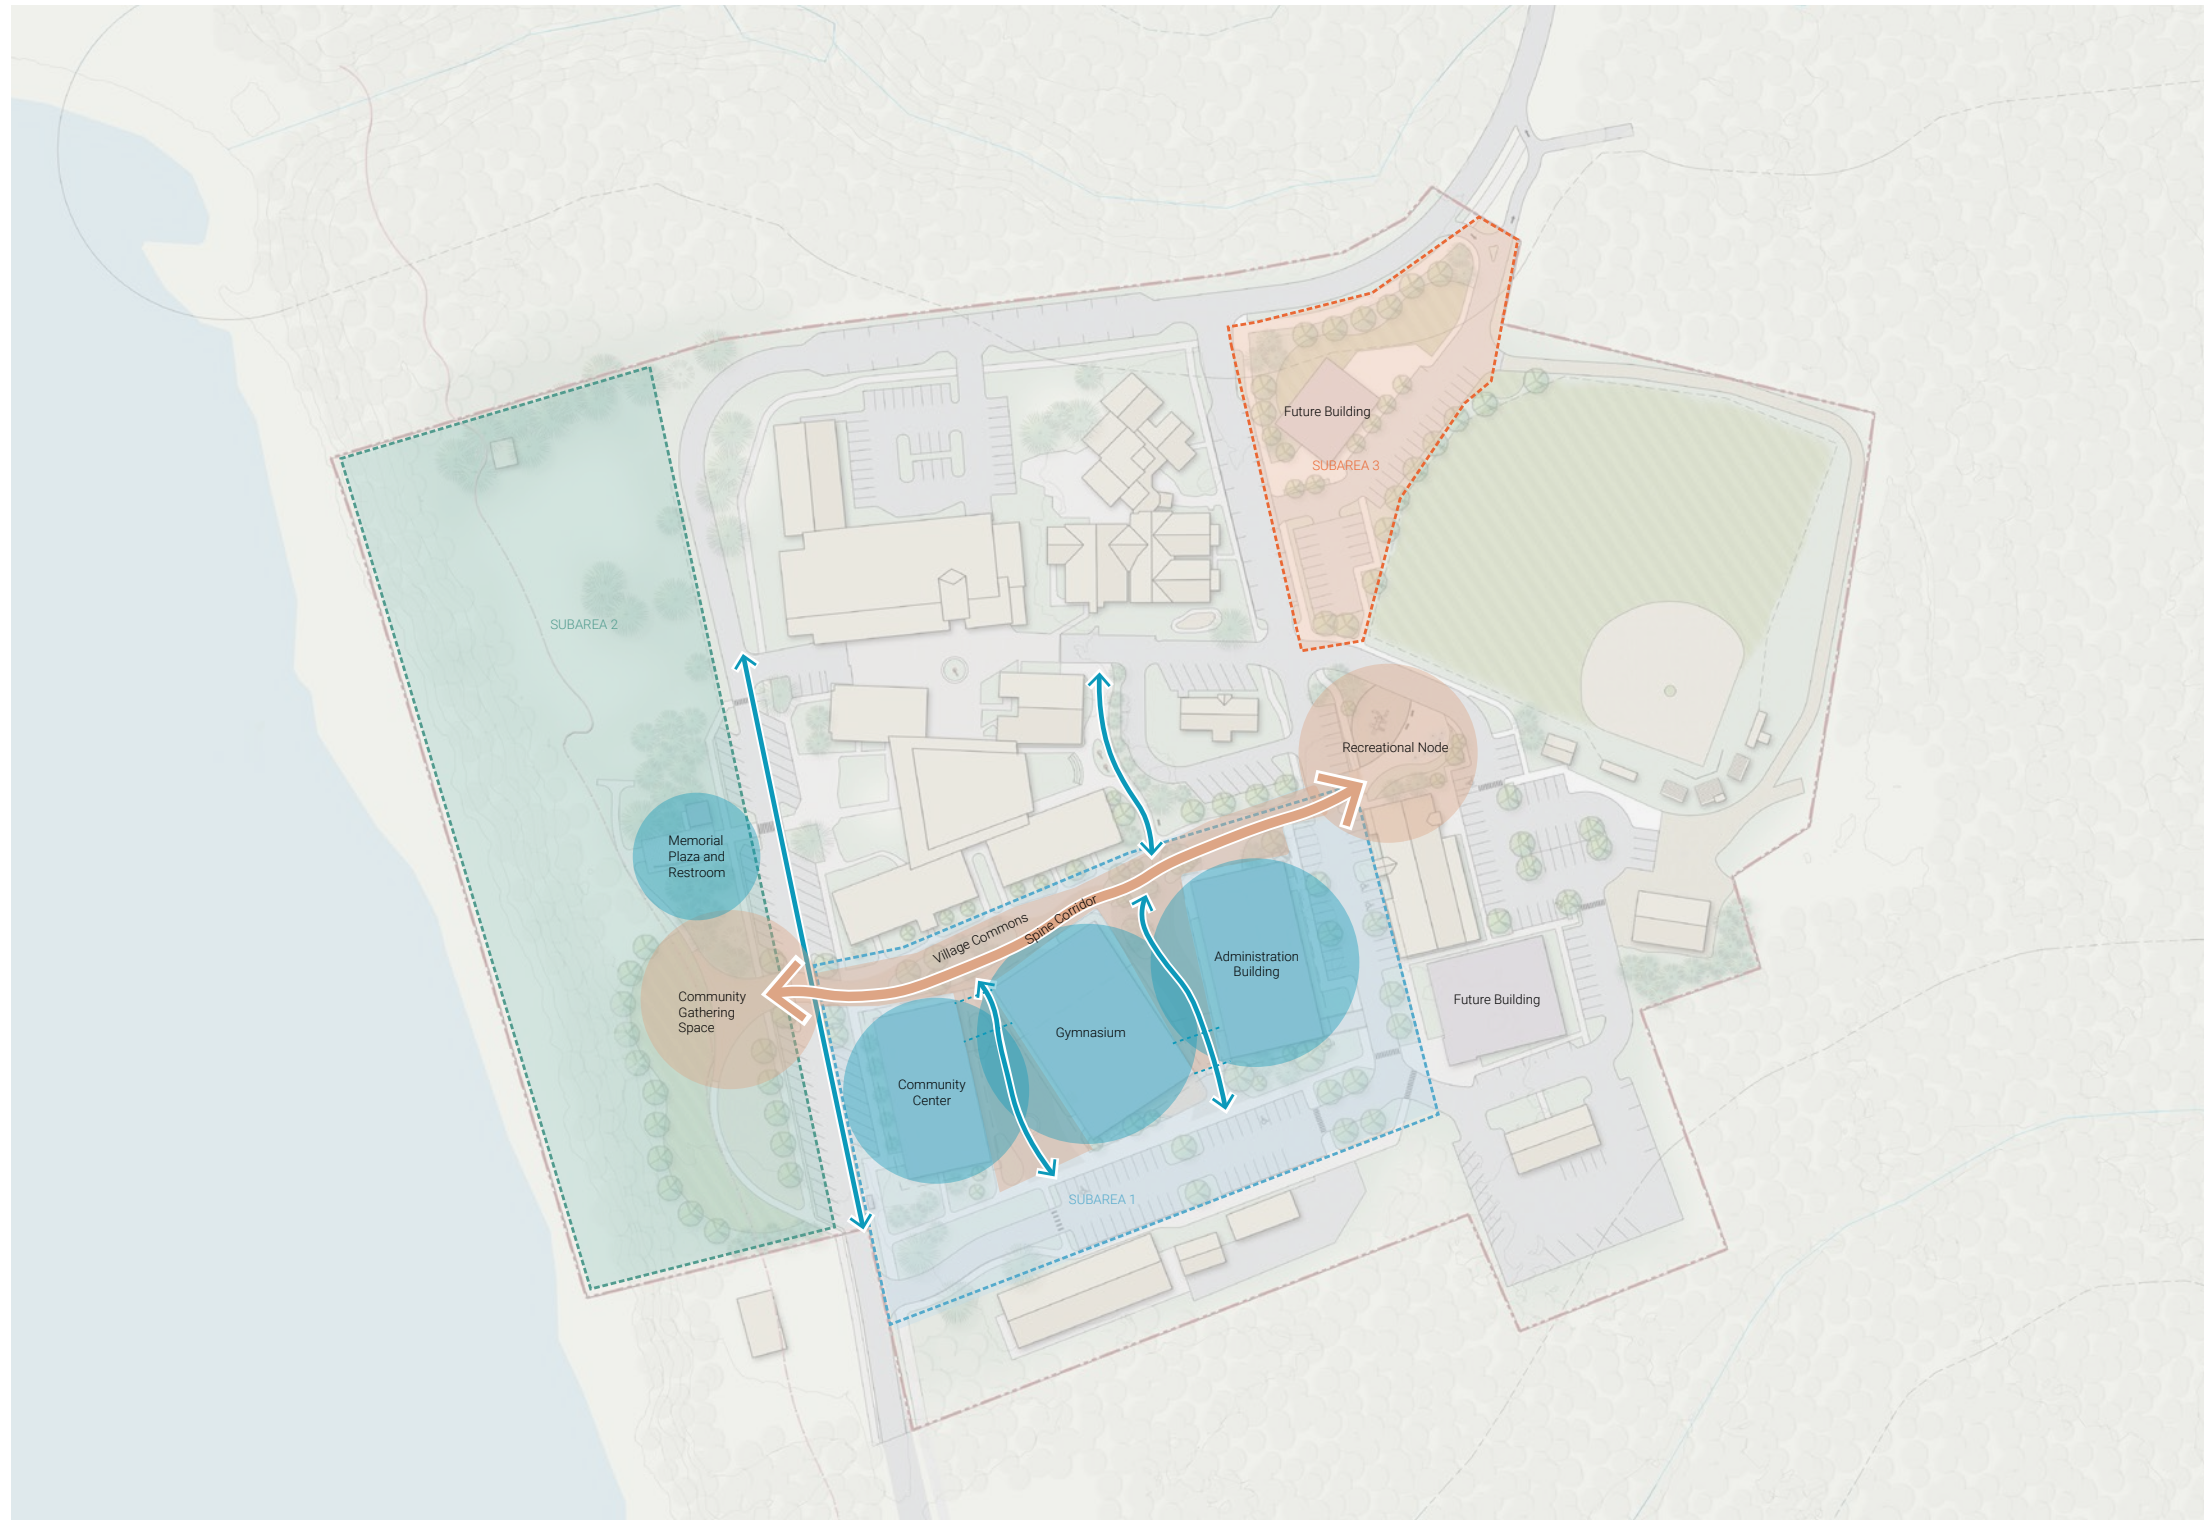 Future Building
SUBAREA 3
SUBAREA 2
Recreational Node
Memorial
Plaza and
Restroom
Village Commons
Spine Corridor
Administration
Building
Community
Gathering
Space
Future Building
Gymnasium
Community
Center
SUBAREA 1